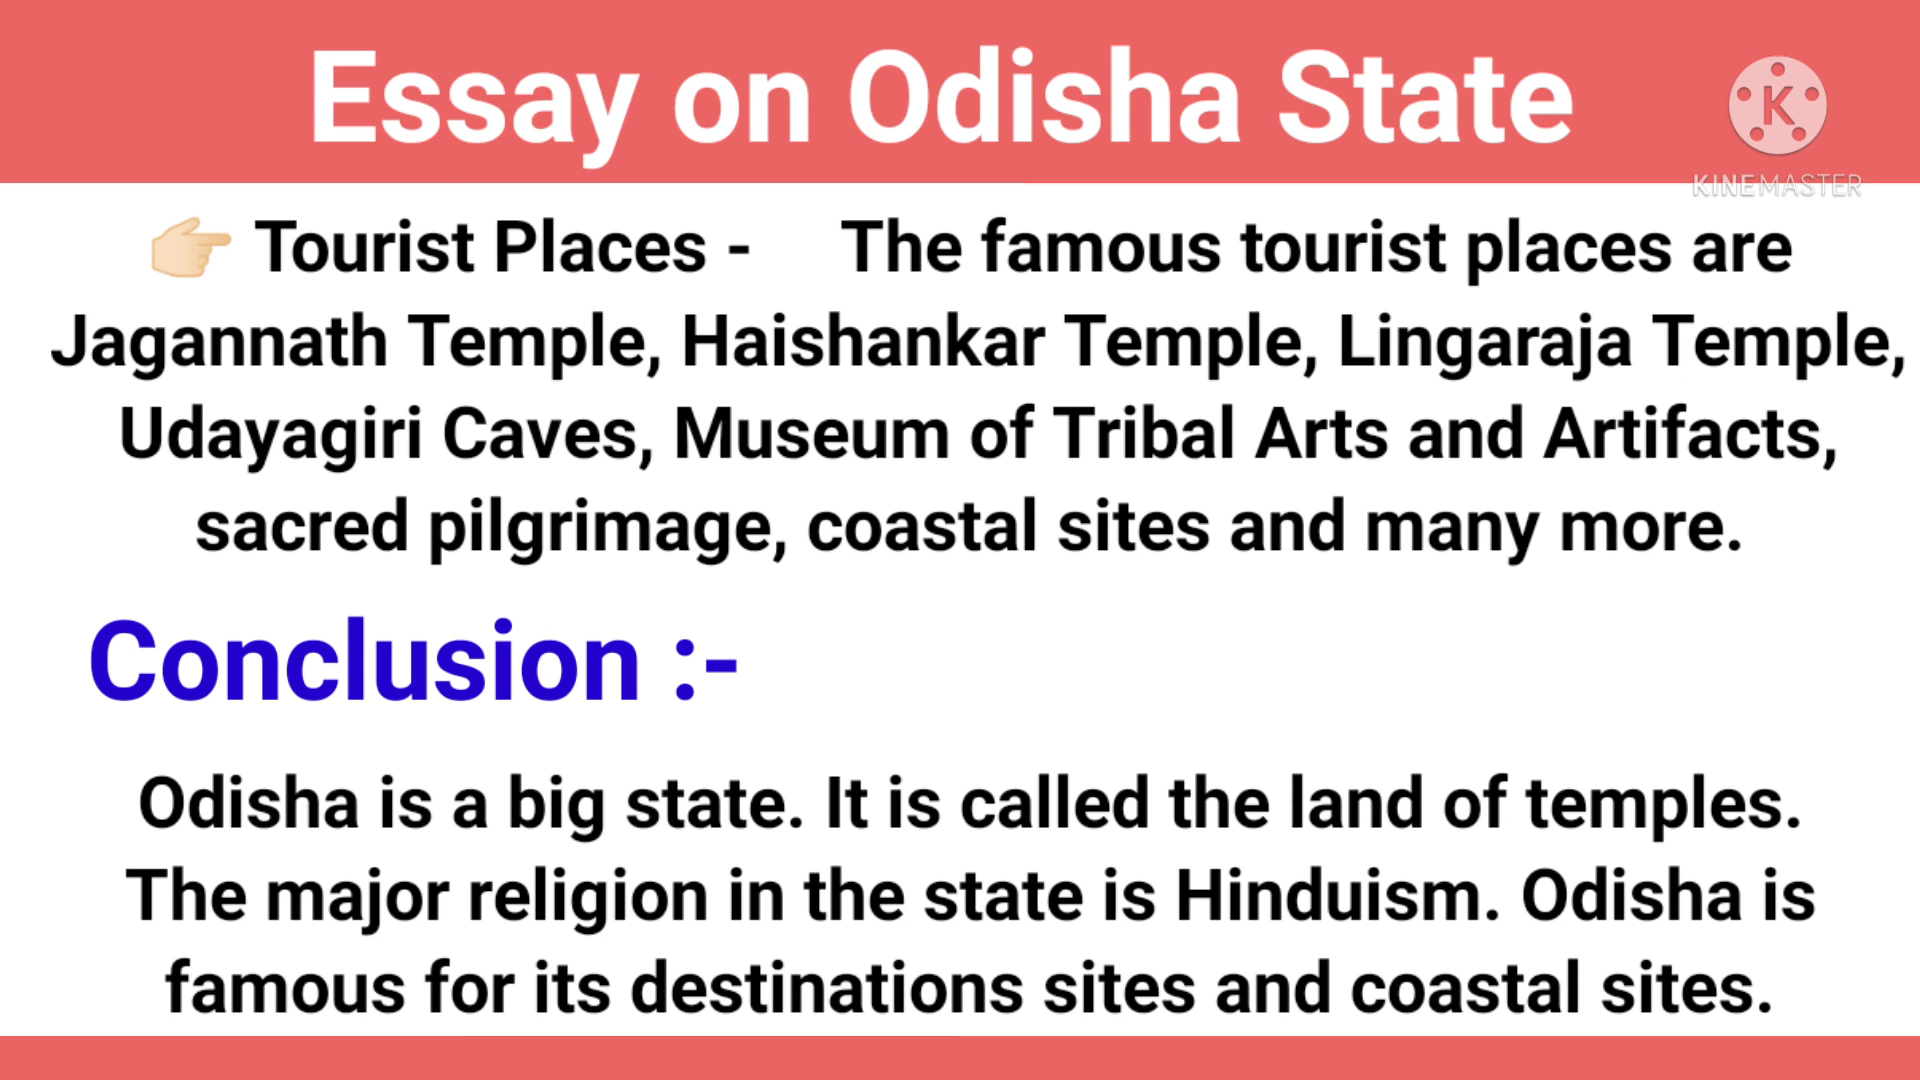 Essay on Odisha State
K
KINEMASTER
👉🏻 Tourist Places - The famous tourist places are
Jagannath Temple, Haishankar Temple, Lingaraja Temple,
Udayagiri Caves, Museum of Tribal Arts and Artifacts,
sacred pilgrimage, coastal sites and many more.
Conclusion :-
Odisha is a big state. It is called the land of temples.
The major religion in the state is Hinduism. Odisha is
famous for its destinations sites and coastal sites.